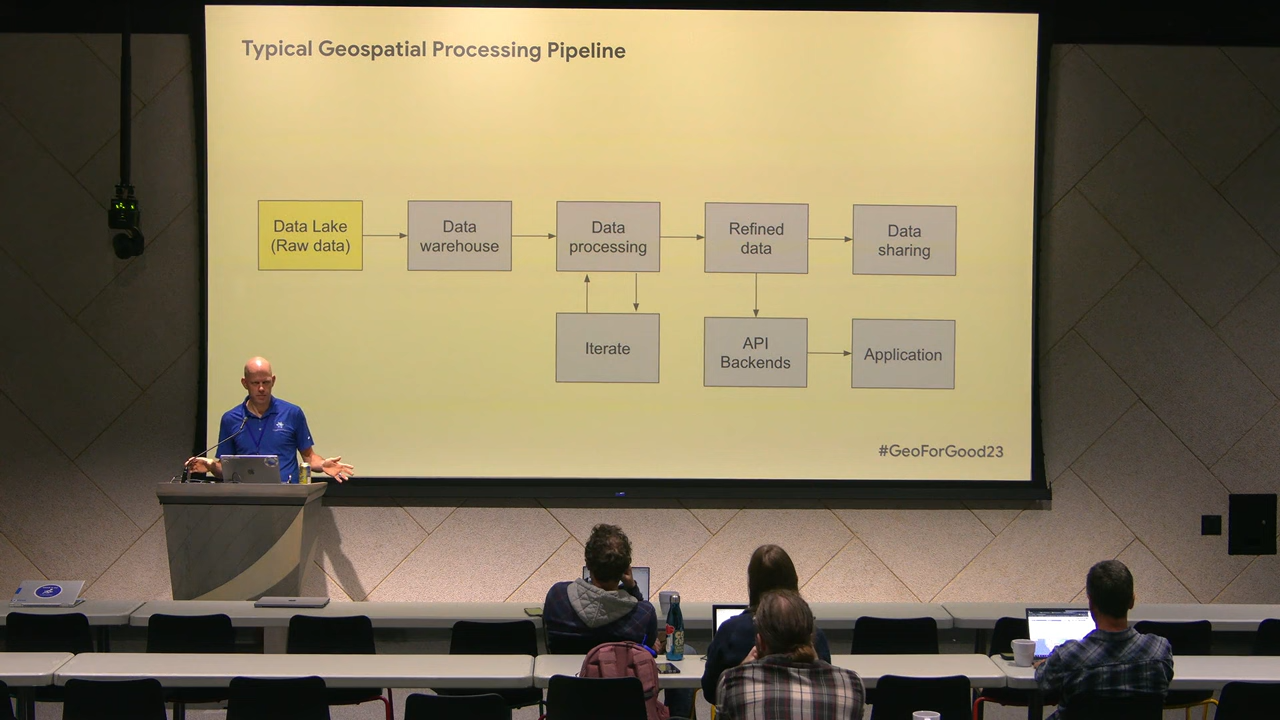 Typical Geospatial Processing Pipeline
Data Lake
(Raw data)
Data
warehouse
Data
processing
Refined
data
Data
sharing
Iterate
API
Backends
Application
#GeoForGood23